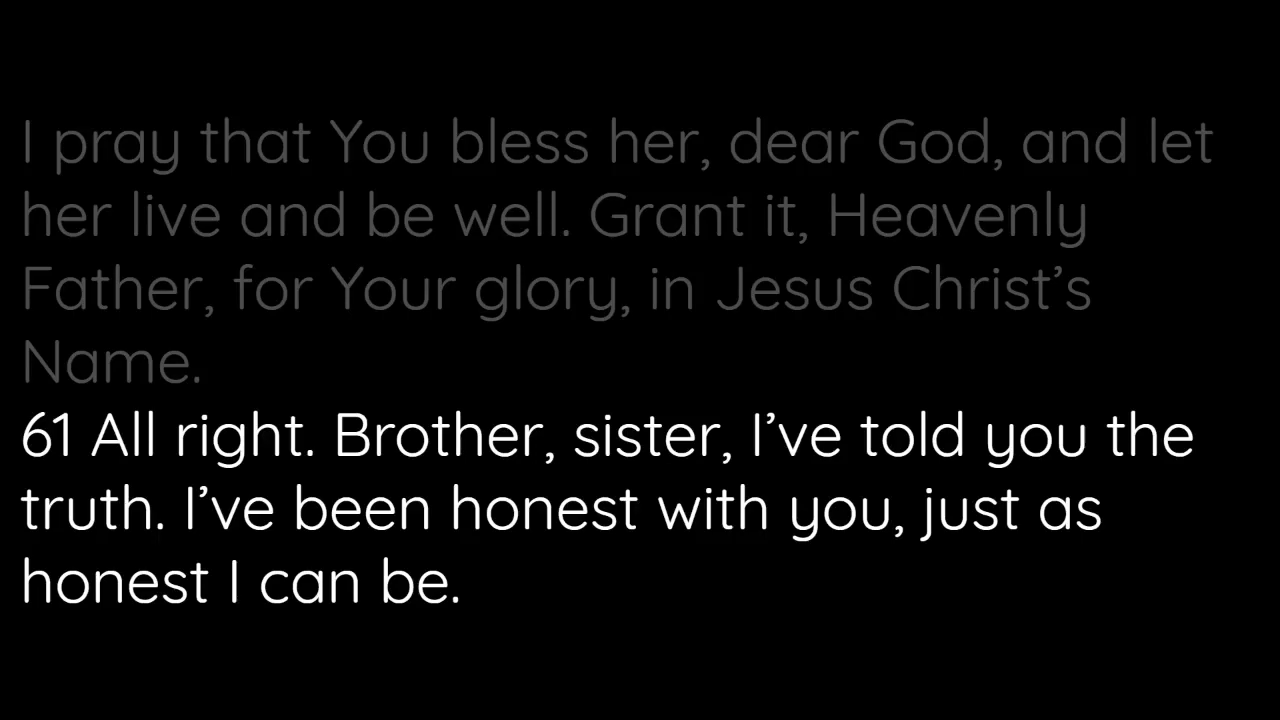 I pray that You bless her, dear God, and let
her live and be well. Grant it, Heavenly
Father, for Your glory, in Jesus Christ’s
Name.
61 All right. Brother, sister, I’ve told you the
truth. I’ve been honest with you, just as
honest I can be.